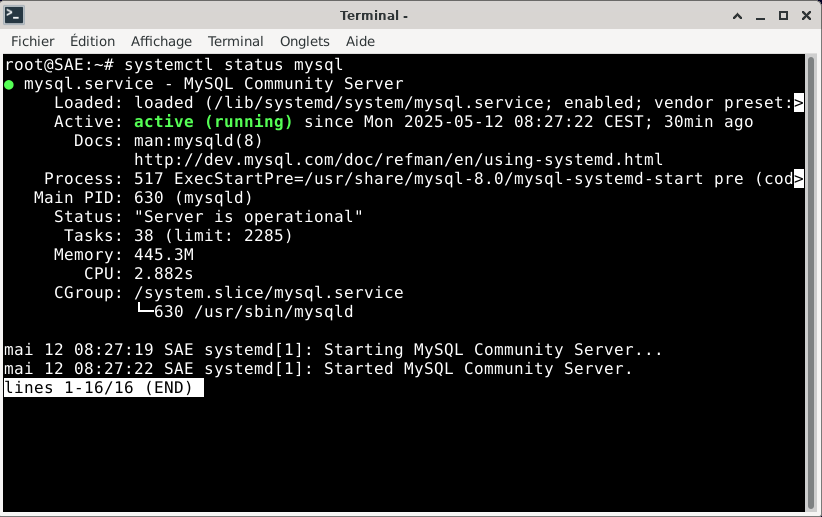 Terminal -
Fichier Édition Affichage Terminal Onglets Aide
root@SAE:~# systemctl status mysql
● mysql.service - MySQL Community Server
Loaded: loaded (/lib/systemd/system/mysql.service; enabled; vendor preset:>
Active: active (running) since Mon 2025-05-12 08:27:22 CEST; 30min ago
Docs: man:mysqld(8)
http://dev.mysql.com/doc/refman/en/using-systemd.html
Process: 517 ExecStartPre=/usr/share/mysql-8.0/mysql-systemd-start pre (cod>
Main PID: 630 (mysqld)
Status: "Server is operational"
Tasks: 38 (limit: 2285)
Memory: 445.3M
CPU: 2.882s
CGroup: /system.slice/mysql.service
└─630 /usr/sbin/mysqld
mai 12 08:27:19 SAE systemd[1]: Starting MySQL Community Server...
mai 12 08:27:22 SAE systemd[1]: Started MySQL Community Server.
lines 1-16/16 (END)